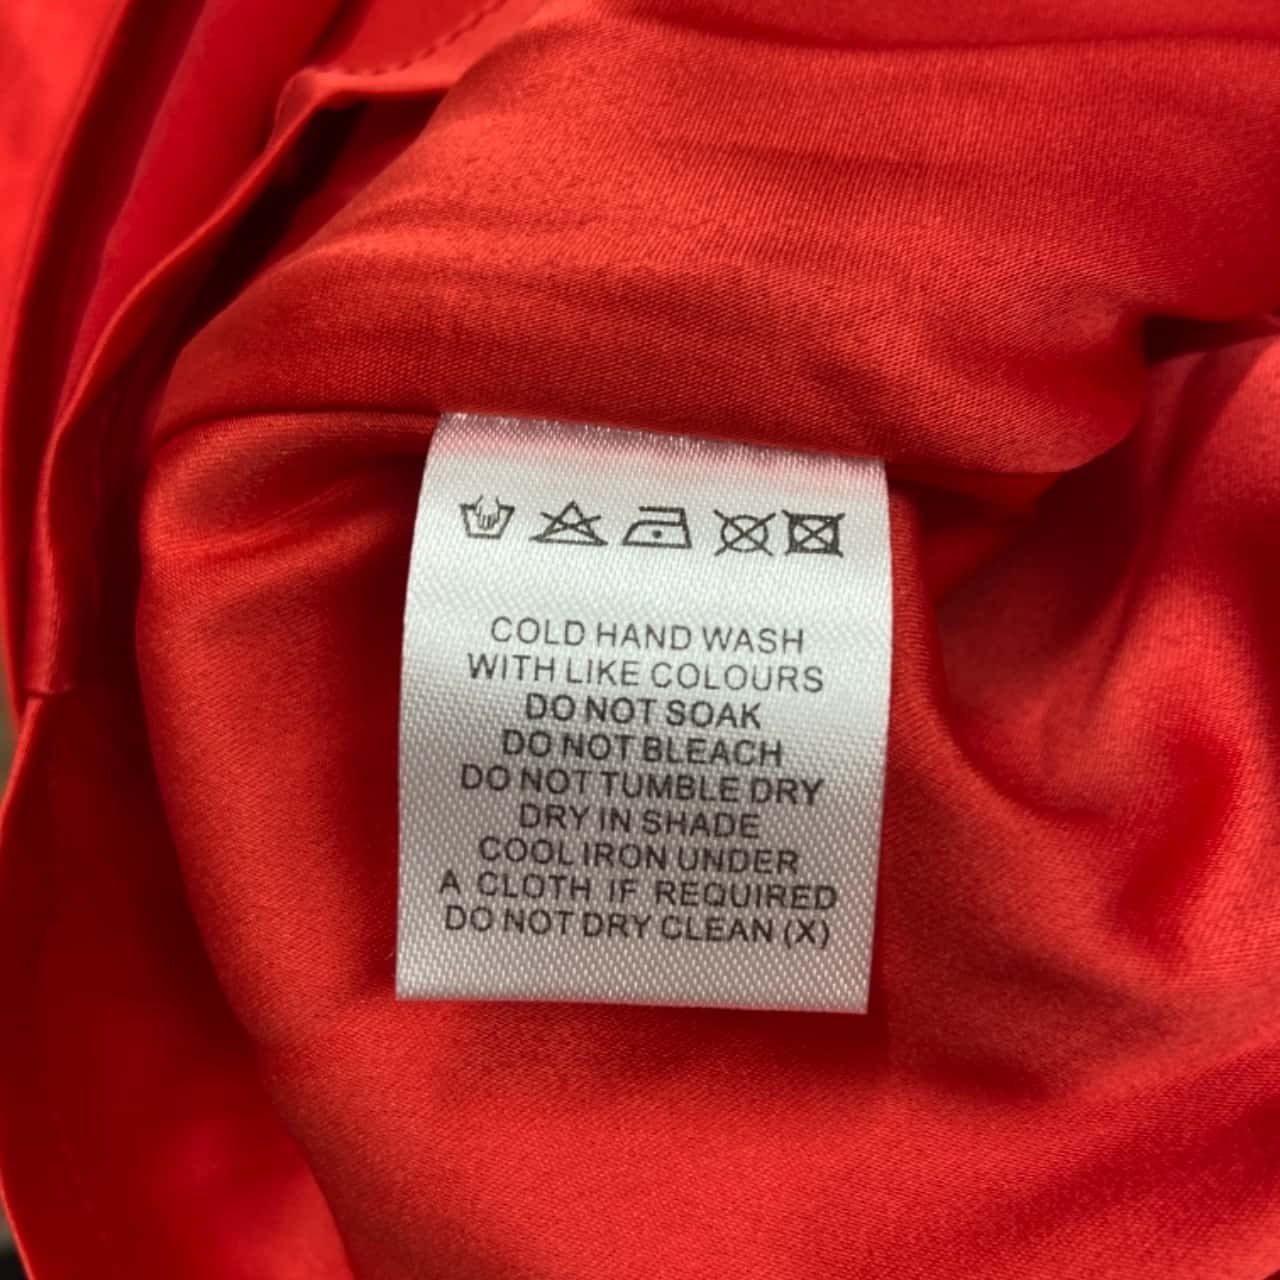 COLD HAND WASH
WITH LIKE COLOURS
DO NOT SOAK
DO NOT BLEACH
DO NOT TUMBLE DRY
DRY IN SHADE
COOL IRON UNDER
A CLOTH IF REQUIRED
DO NOT DRY CLEAN (X)